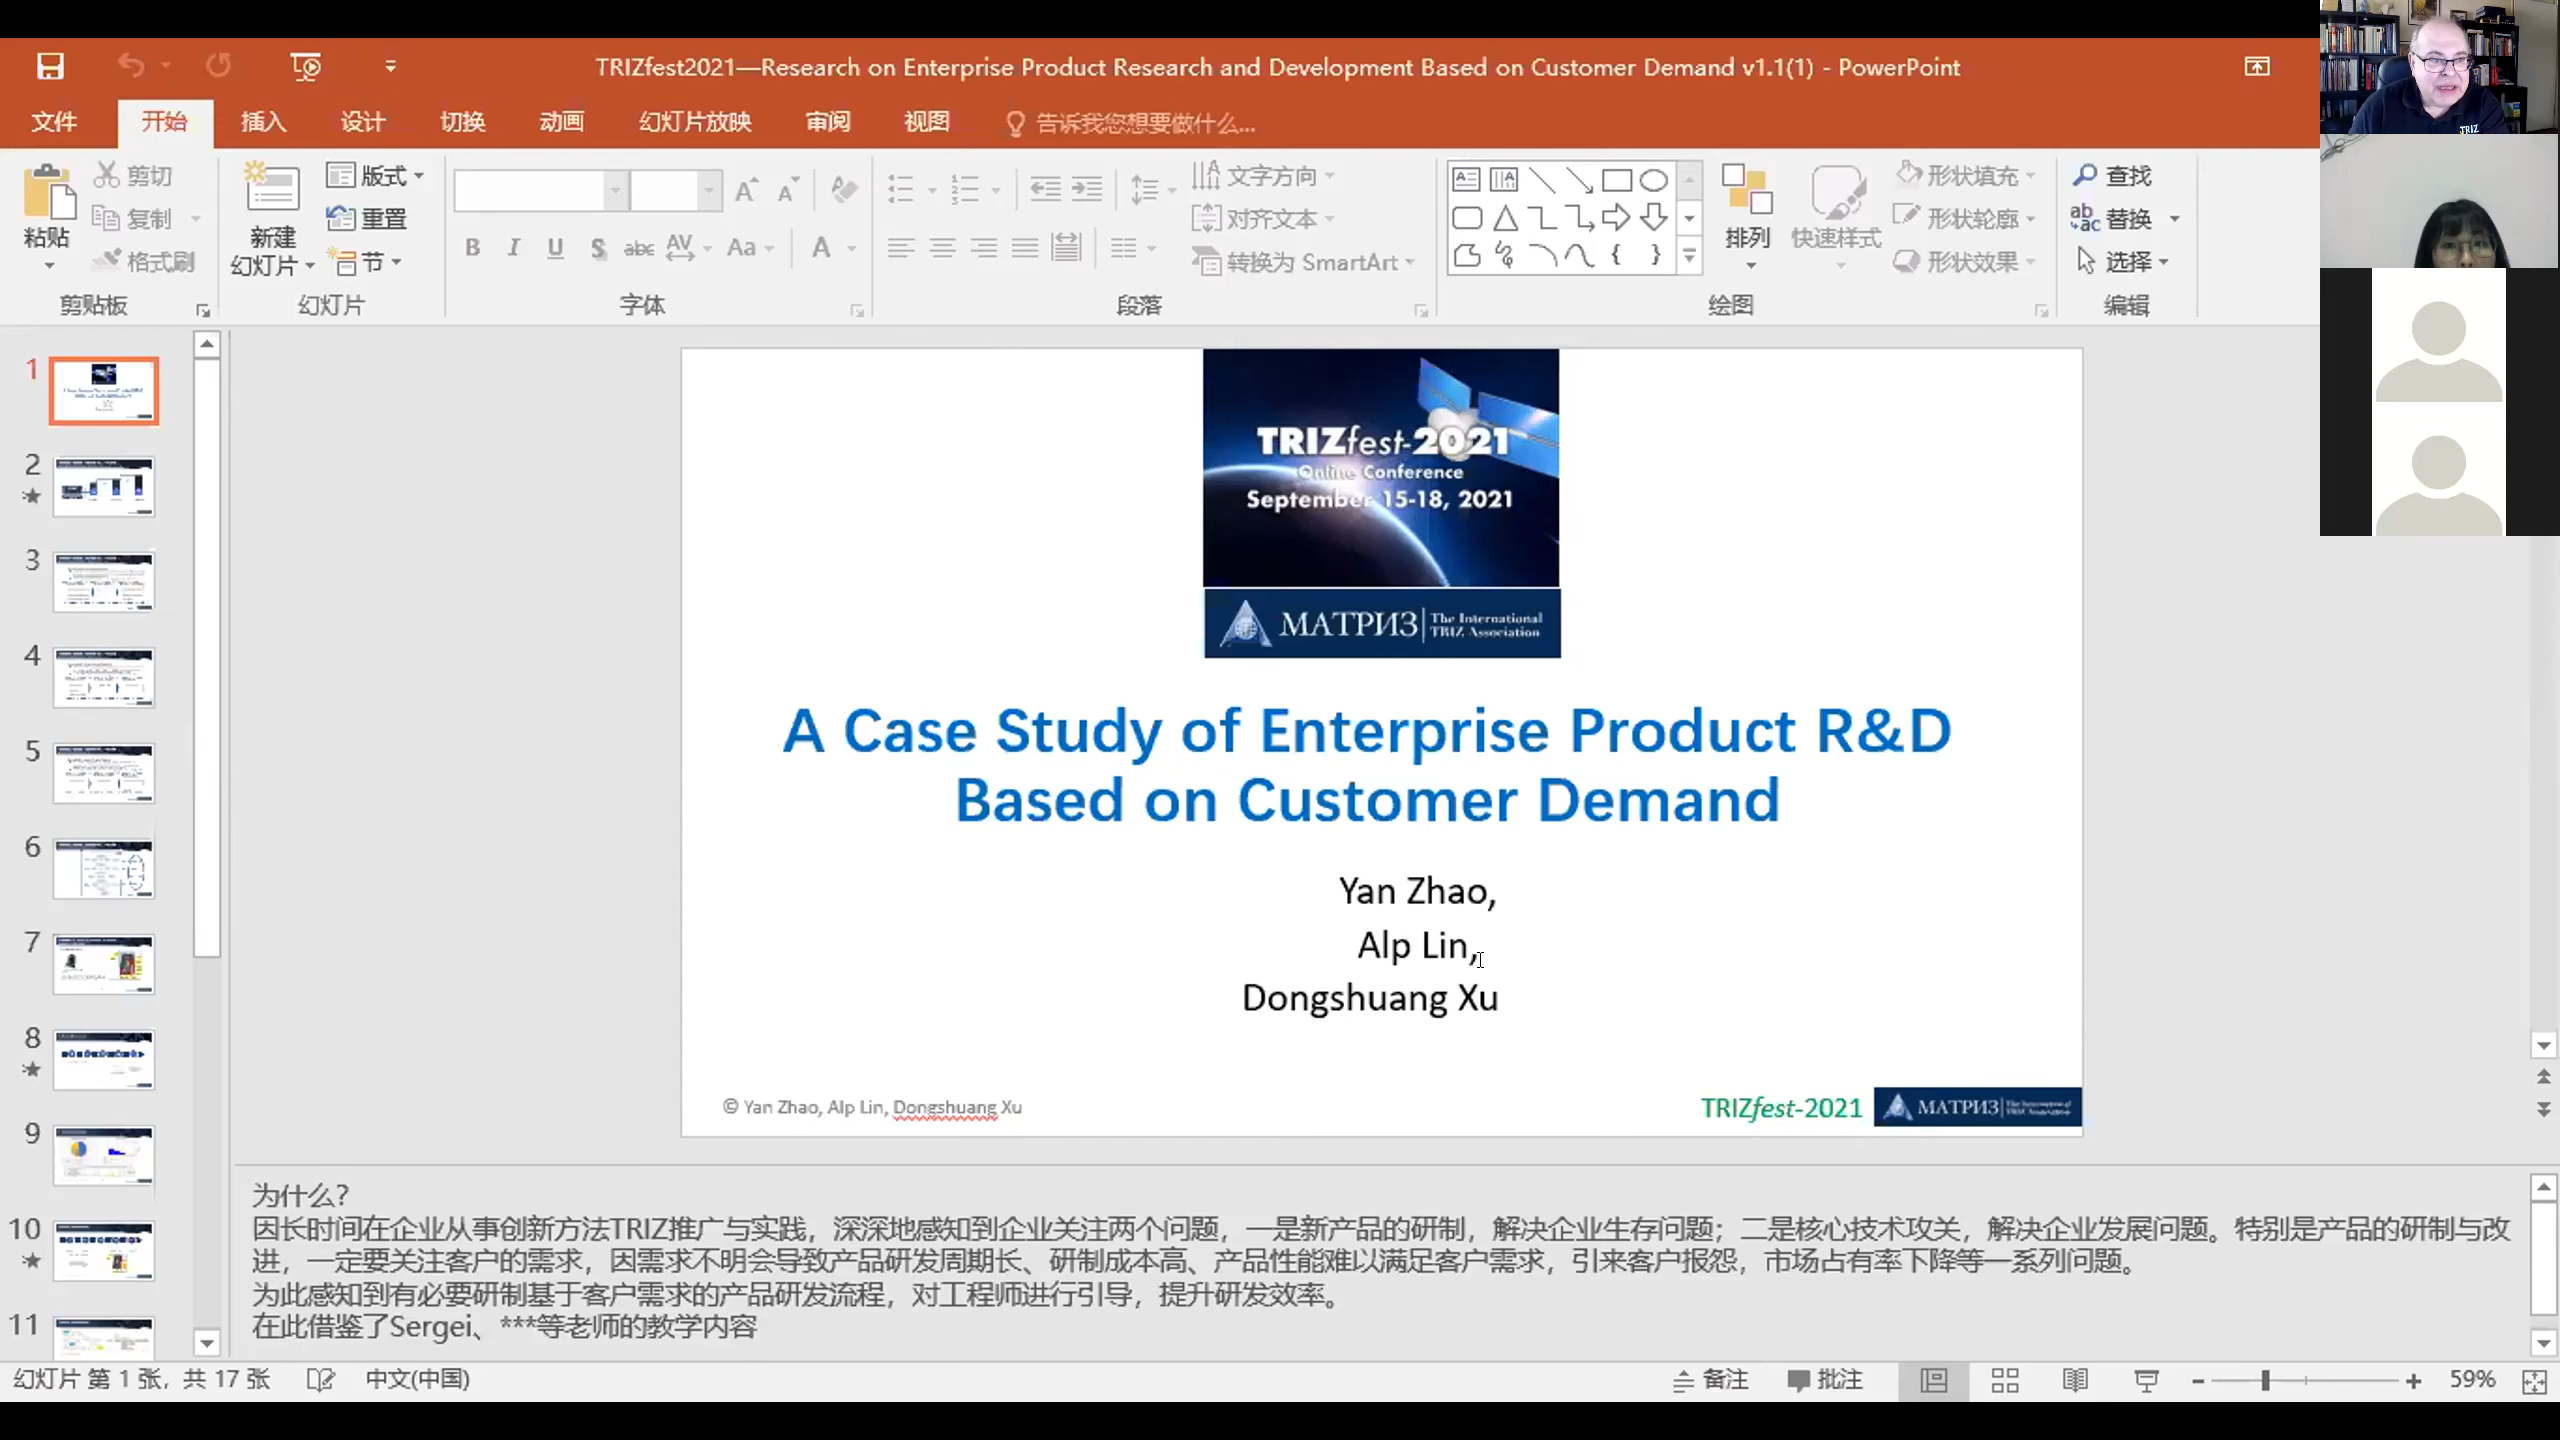 TRIZfest2021—Research on Enterprise Product Research and Development Based on Customer Demand v1.1(1) - PowerPoint
文件 开始 插入 设计 切换 动画 幻灯片放映 审阅 视图 告诉我您想要做什么...
粘贴 剪切 复制 格式刷 剪贴板
新建 幻灯片 版式 重置 节 幻灯片
B I U S abc AV Aa A 字体
文字方向 对齐文本 转换为 SmartArt 段落
排列 快速样式 形状填充 形状轮廓 形状效果 绘图
查找 替换 选择 编辑
TRIZ
1
2
3
4
5
6
7
8
9
10
11
TRIZfest-2021
Online Conference
September 15-18, 2021
МАТРИЗ The International
TRIZ Association
A Case Study of Enterprise Product R&D
Based on Customer Demand
Yan Zhao,
Alp Lin,
Dongshuang Xu
© Yan Zhao, Alp Lin, Dongshuang Xu
TRIZfest-2021 МАТРИЗ
为什么?
因长时间在企业从事创新方法TRIZ推广与实践，深深地感知到企业关注两个问题，一是新产品的研制，解决企业生存问题；二是核心技术攻关，解决企业发展问题。特别是产品的研制与改
进，一定要关注客户的需求，因需求不明会导致产品研发周期长、研制成本高、产品性能难以满足客户需求，引来客户报怨，市场占有率下降等一系列问题。
为此感知到有必要研制基于客户需求的产品研发流程，对工程师进行引导，提升研发效率。
在此借鉴了Sergei、***等老师的教学内容
幻灯片 第 1 张，共 17 张 中文(中国) 备注 批注 59%